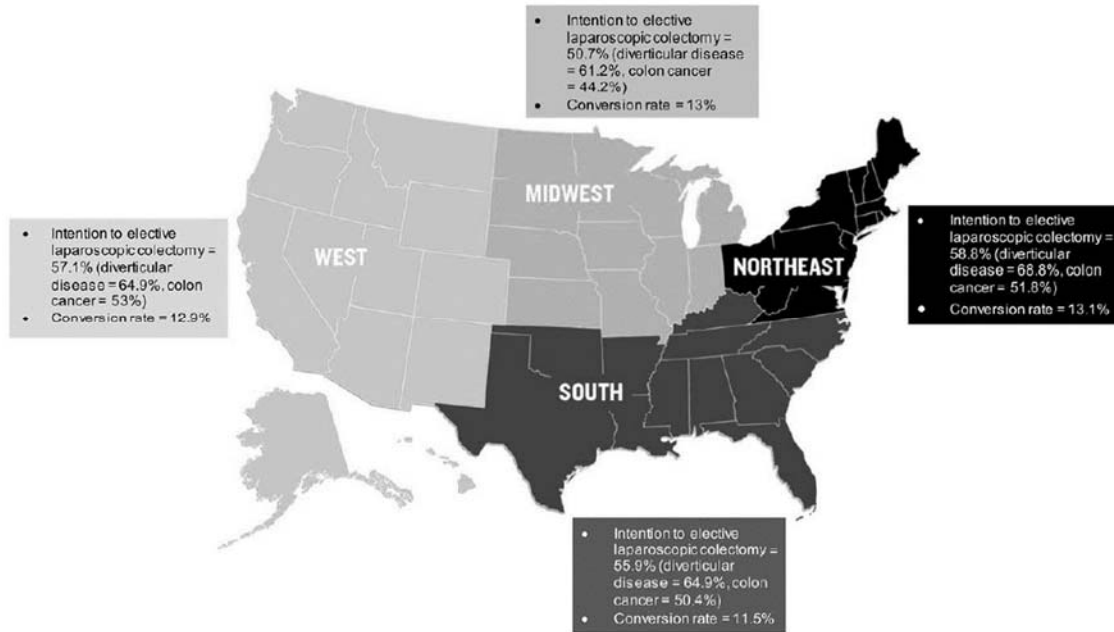 • Intention to elective
laparoscopic colectomy =
50.7% (diverticular disease
= 61.2%, colon cancer
= 44.2%)
• Conversion rate = 13%
MIDWEST
• Intention to elective
laparoscopic colectomy =
57.1% (diverticular
disease = 64.9%, colon
cancer = 53%)
• Conversion rate = 12.9%
WEST
NORTHEAST
• Intention to elective
laparoscopic colectomy =
58.8% (diverticular
disease = 68.8%, colon
cancer = 51.8%)
• Conversion rate = 13.1%
SOUTH
• Intention to elective
laparoscopic colectomy =
55.9% (diverticular
disease = 64.9%, colon
cancer = 50.4%)
• Conversion rate = 11.5%